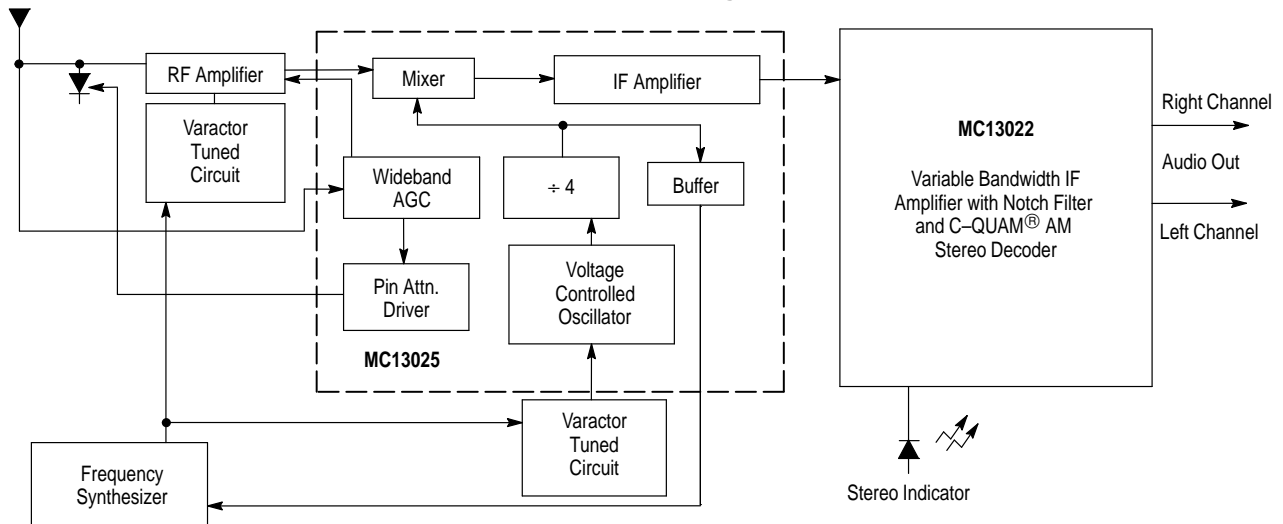 RF Amplifier
Mixer
IF Amplifier
Varactor
Tuned
Circuit
Wideband
AGC
÷ 4
Buffer
Pin Attn.
Driver
Voltage
Controlled
Oscillator
MC13025
Varactor
Tuned
Circuit
Frequency
Synthesizer
MC13022
Variable Bandwidth IF
Amplifier with Notch Filter
and C–QUAM® AM
Stereo Decoder
Right Channel
Audio Out
Left Channel
Stereo Indicator